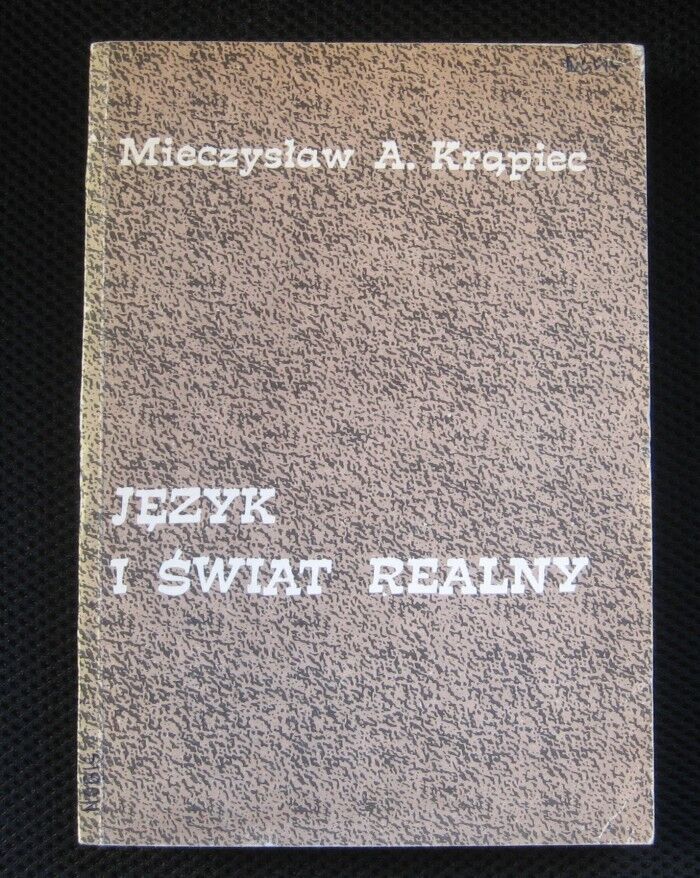 Mieczysław A. Krąpiec
JĘZYK
I ŚWIAT REALNY